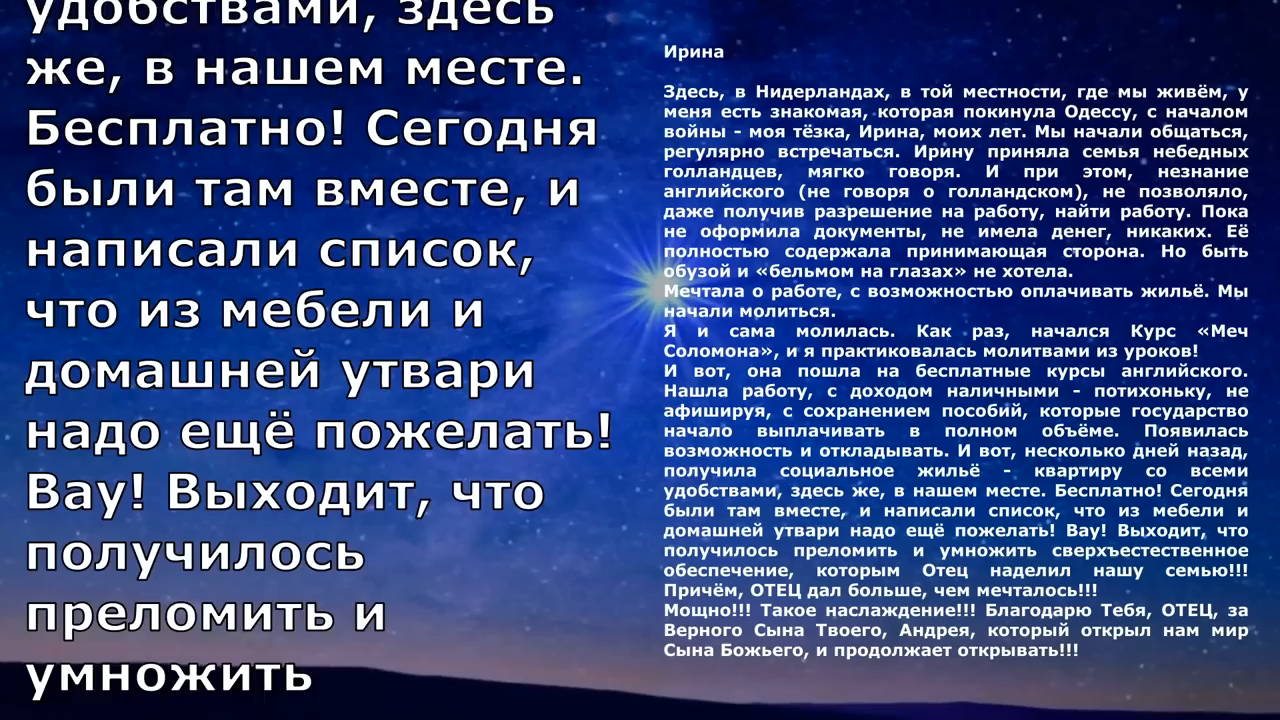 удобствами, здесь
же, в нашем месте.
Бесплатно! Сегодня
были там вместе, и
написали список,
что из мебели и
домашней утвари
надо ещё пожелать!
Вау! Выходит, что
получилось
преломить и
умножить
Ирина
Здесь, в Нидерландах, в той местности, где мы живём, у
меня есть знакомая, которая покинула Одессу, с началом
войны - моя тёзка, Ирина, моих лет. Мы начали общаться,
регулярно встречаться. Ирину приняла семья небедных
голландцев, мягко говоря. И при этом, незнание
английского (не говоря о голландском), не позволяло,
даже получив разрешение на работу, найти работу. Пока
не оформила документы, не имела денег, никаких. Её
полностью содержала принимающая сторона. Но быть
обузой и «бельмом на глазах» не хотела.
Мечтала о работе, с возможностью оплачивать жильё. Мы
начали молиться.
Я и сама молилась. Как раз, начался Курс «Меч
Соломона», и я практиковалась молитвами из уроков!
И вот, она пошла на бесплатные курсы английского.
Нашла работу, с доходом наличными - потихоньку, не
афишируя, с сохранением пособий, которые государство
начало выплачивать в полном объёме. Появилась
возможность и откладывать. И вот, несколько дней назад,
получила социальное жильё - квартиру со всеми
удобствами, здесь же, в нашем месте. Бесплатно! Сегодня
были там вместе, и написали список, что из мебели и
домашней утвари надо ещё пожелать! Вау! Выходит, что
получилось преломить и умножить сверхъестественное
обеспечение, которым Отец наделил нашу семью!!!
Причём, ОТЕЦ дал больше, чем мечталось!!!
Мощно!!! Такое наслаждение!!! Благодарю Тебя, ОТЕЦ, за
Верного Сына Твоего, Андрея, который открыл нам мир
Сына Божьего, и продолжает открывать!!!